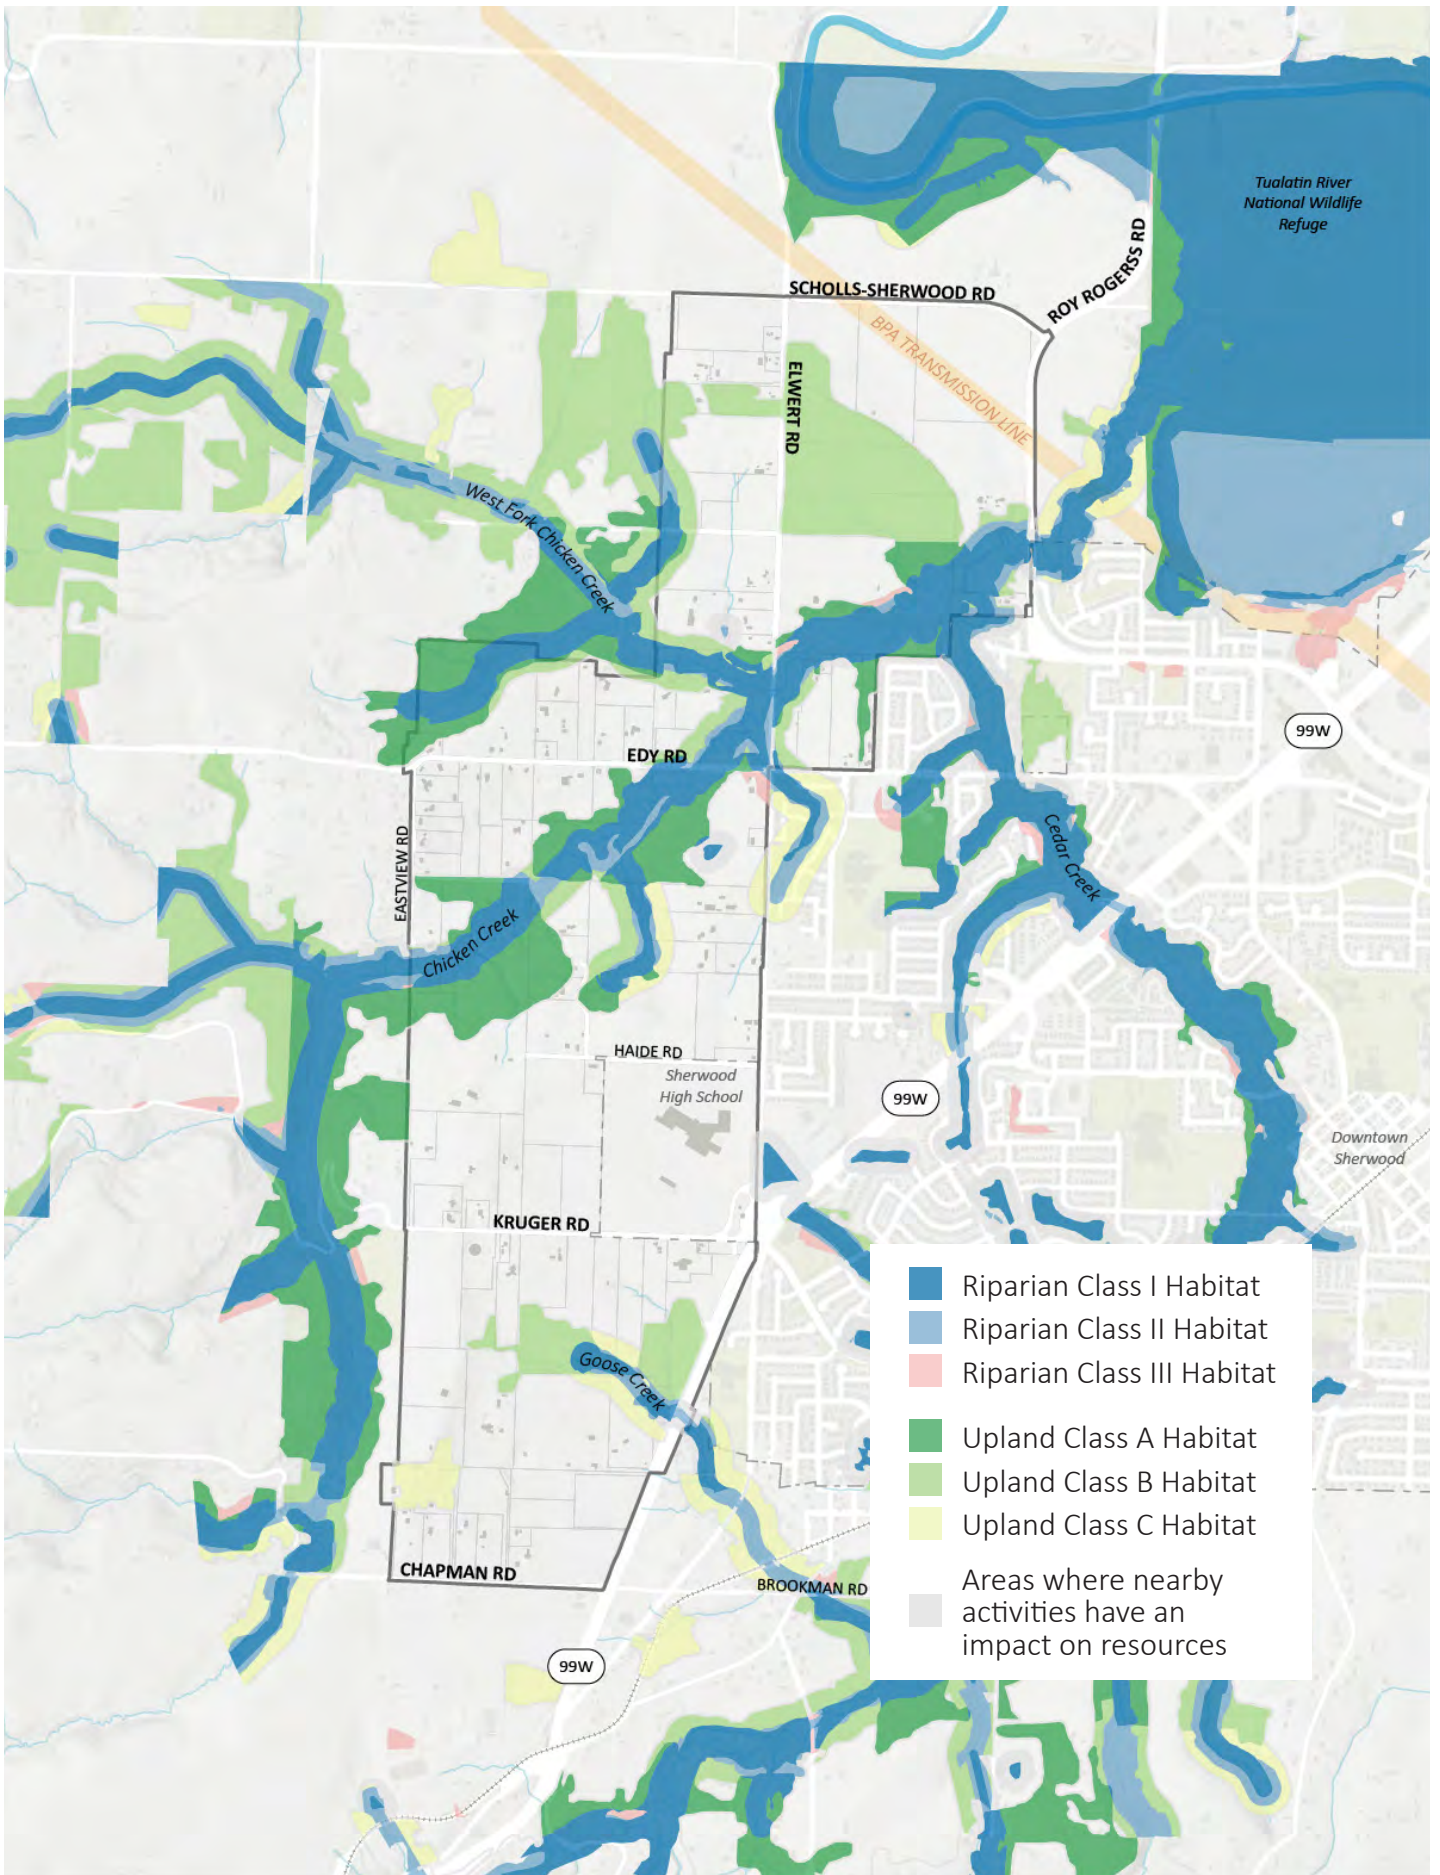 Tualatin River
National Wildlife
Refuge
SCHOLLS-SHERWOOD RD
ROY ROGERSS RD
BPA TRANSMISSION LINE
ELWERT RD
West Fork Chicken Creek
99W
EDY RD
EASTVIEW RD
Cedar Creek
Chicken Creek
HAIDE RD
Sherwood
High School
99W
Downtown
Sherwood
KRUGER RD
Goose Creek
CHAPMAN RD
BROOKMAN RD
99W
Riparian Class I Habitat
Riparian Class II Habitat
Riparian Class III Habitat
Upland Class A Habitat
Upland Class B Habitat
Upland Class C Habitat
Areas where nearby
activities have an
impact on resources